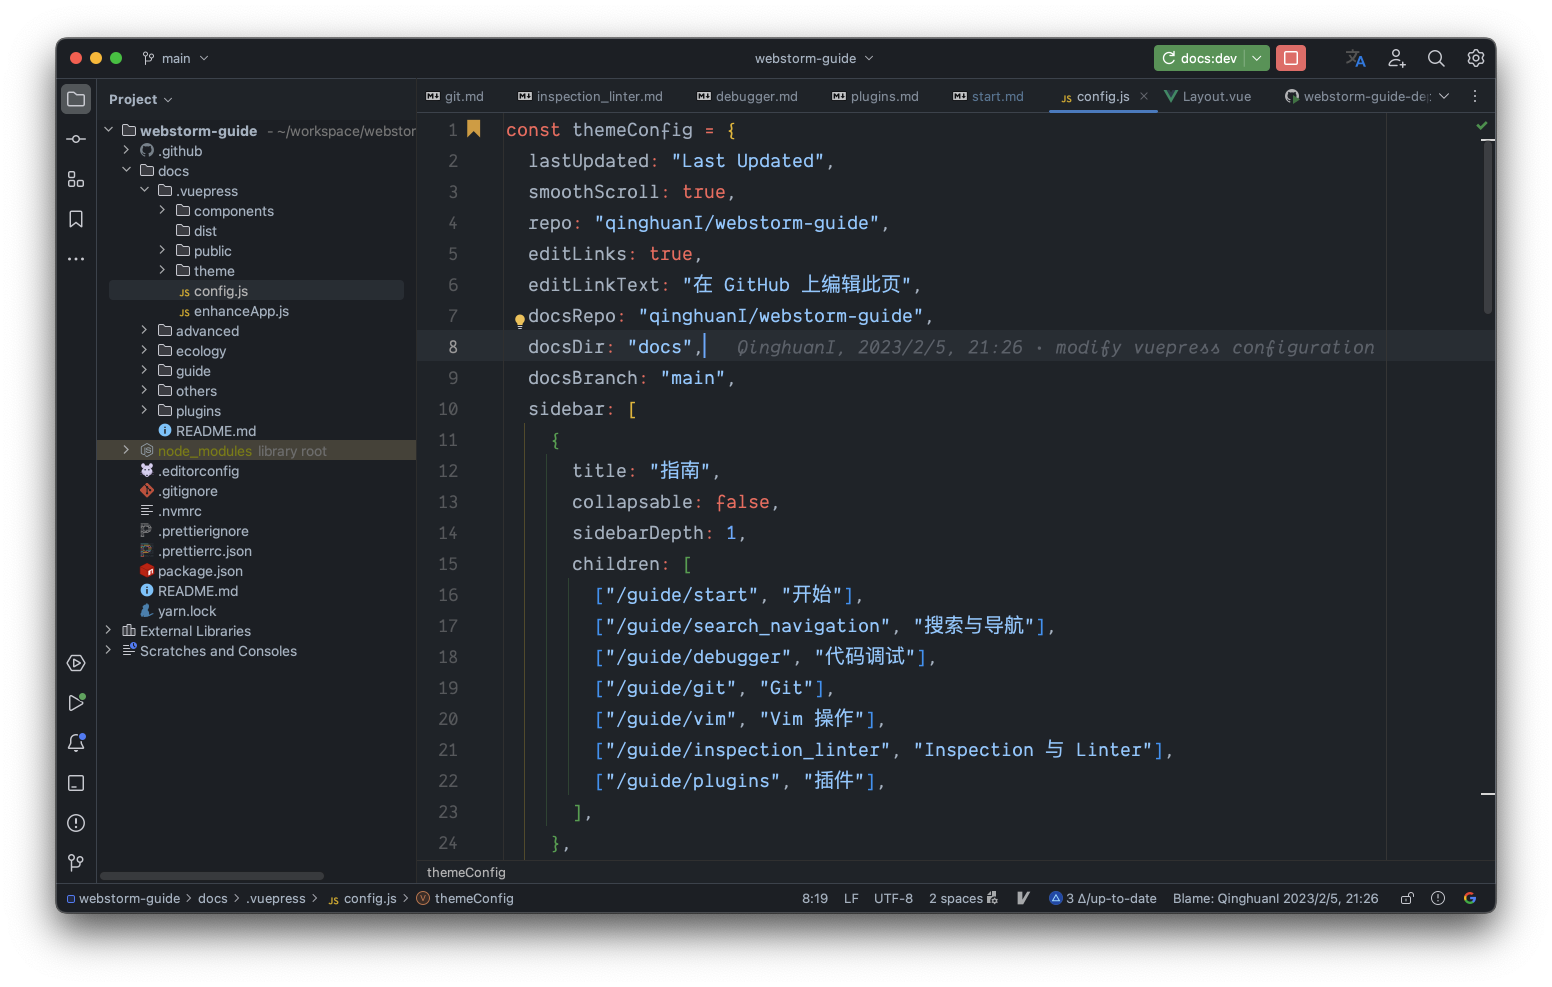 main
webstorm-guide
docs:dev
Project
git.md
inspection_linter.md
debugger.md
plugins.md
start.md
config.js
Layout.vue
webstorm-guide-de
webstorm-guide - ~/workspace/webstor
.github
docs
.vuepress
components
dist
public
theme
config.js
enhanceApp.js
advanced
ecology
guide
others
plugins
README.md
node_modules library root
.editorconfig
.gitignore
.nvmrc
.prettierignore
.prettierrc.json
package.json
README.md
yarn.lock
External Libraries
Scratches and Consoles
1 const themeConfig = {
2 lastUpdated: "Last Updated",
3 smoothScroll: true,
4 repo: "qinghuanI/webstorm-guide",
5 editLinks: true,
6 editLinkText: "在 GitHub 上编辑此页",
7 docsRepo: "qinghuanI/webstorm-guide",
8 docsDir: "docs", QinghuanI, 2023/2/5, 21:26 · modify vuepress configuration
9 docsBranch: "main",
10 sidebar: [
11 {
12 title: "指南",
13 collapsable: false,
14 sidebarDepth: 1,
15 children: [
16 ["/guide/start", "开始"],
17 ["/guide/search_navigation", "搜索与导航"],
18 ["/guide/debugger", "代码调试"],
19 ["/guide/git", "Git"],
20 ["/guide/vim", "Vim 操作"],
21 ["/guide/inspection_linter", "Inspection 与 Linter"],
22 ["/guide/plugins", "插件"],
23 ],
24 },
themeConfig
webstorm-guide > docs > .vuepress > config.js > themeConfig
8:19 LF UTF-8 2 spaces 3 Δ/up-to-date Blame: QinghuanI 2023/2/5, 21:26